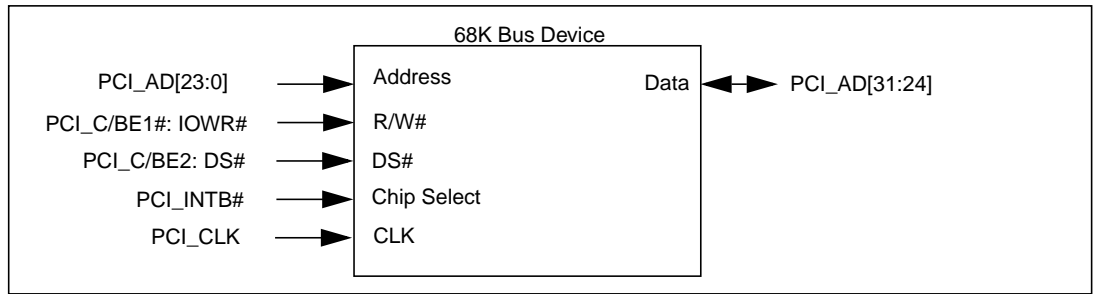 68K Bus Device
PCI_AD[23:0] Address Data PCI_AD[31:24]
PCI_C/BE1#: IOWR# R/W#
PCI_C/BE2: DS# DS#
PCI_INTB# Chip Select
PCI_CLK CLK